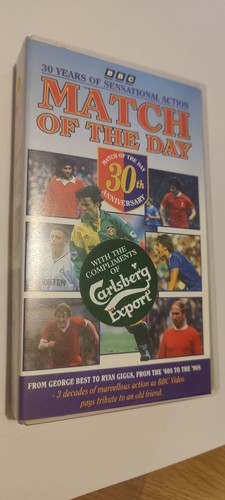 BBC
30 YEARS OF SENSATIONAL ACTION
MATCH
OF THE DAY
MATCH OF THE DAY
30th
ANNIVERSARY
WITH THE
COMPLIMENTS
OF
Carlsberg
Export
FROM GEORGE BEST TO RYAN GIGGS, FROM THE '60S TO THE '90S
- 3 decades of marvellous action as BBC Video
pays tribute to an old friend.